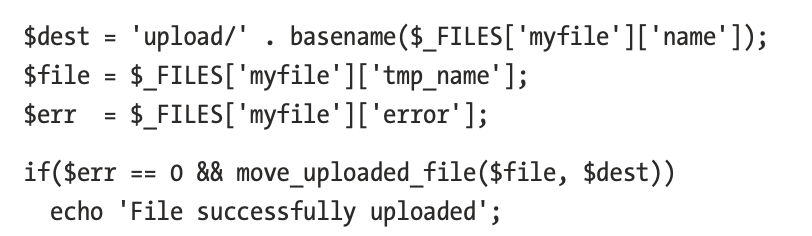 $dest = 'upload/' . basename($_FILES['myfile']['name']);
$file = $_FILES['myfile']['tmp_name'];
$err  = $_FILES['myfile']['error'];
if($err == 0 && move_uploaded_file($file, $dest))
  echo 'File successfully uploaded';